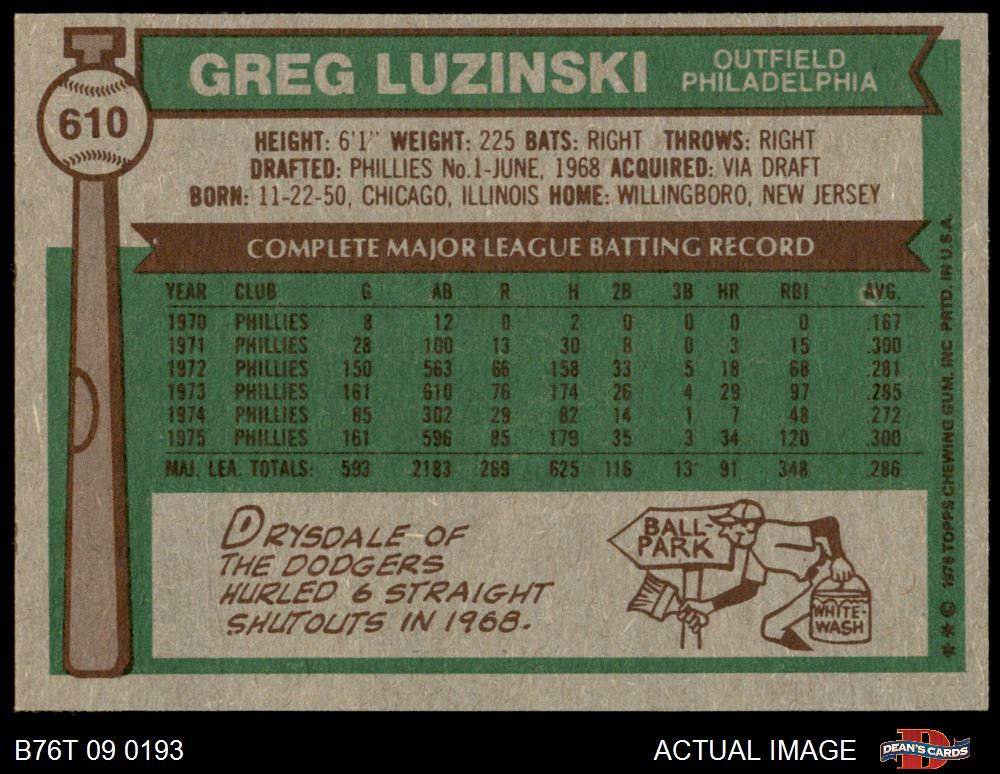 GREG LUZINSKI OUTFIELD
PHILADELPHIA
610
HEIGHT: 6'1" WEIGHT: 225 BATS: RIGHT THROWS: RIGHT
DRAFTED: PHILLIES No.1-JUNE, 1968 ACQUIRED: VIA DRAFT
BORN: 11-22-50, CHICAGO, ILLINOIS HOME: WILLINGBORO, NEW JERSEY
COMPLETE MAJOR LEAGUE BATTING RECORD
YEAR CLUB G AB R H 2B 3B HR RBI AVG.
1970 PHILLIES 8 12 0 2 0 0 0 0 .167
1971 PHILLIES 28 100 13 30 8 0 3 15 .300
1972 PHILLIES 150 563 66 158 33 5 18 68 .281
1973 PHILLIES 161 610 76 174 26 4 29 97 .285
1974 PHILLIES 85 302 29 82 14 1 7 48 .272
1975 PHILLIES 161 596 85 179 35 3 34 120 .300
MAJ. LEA. TOTALS: 593 2183 269 625 116 13 91 348 .286
DRYSDALE OF
THE DODGERS
HURLED 6 STRAIGHT
SHUTOUTS IN 1968.
BALL-
PARK
WHITE-
WASH
* * © 1976 TOPPS CHEWING GUM, INC PRTD. IN U.S.A.
B76T 09 0193 ACTUAL IMAGE DEAN'S CARDS